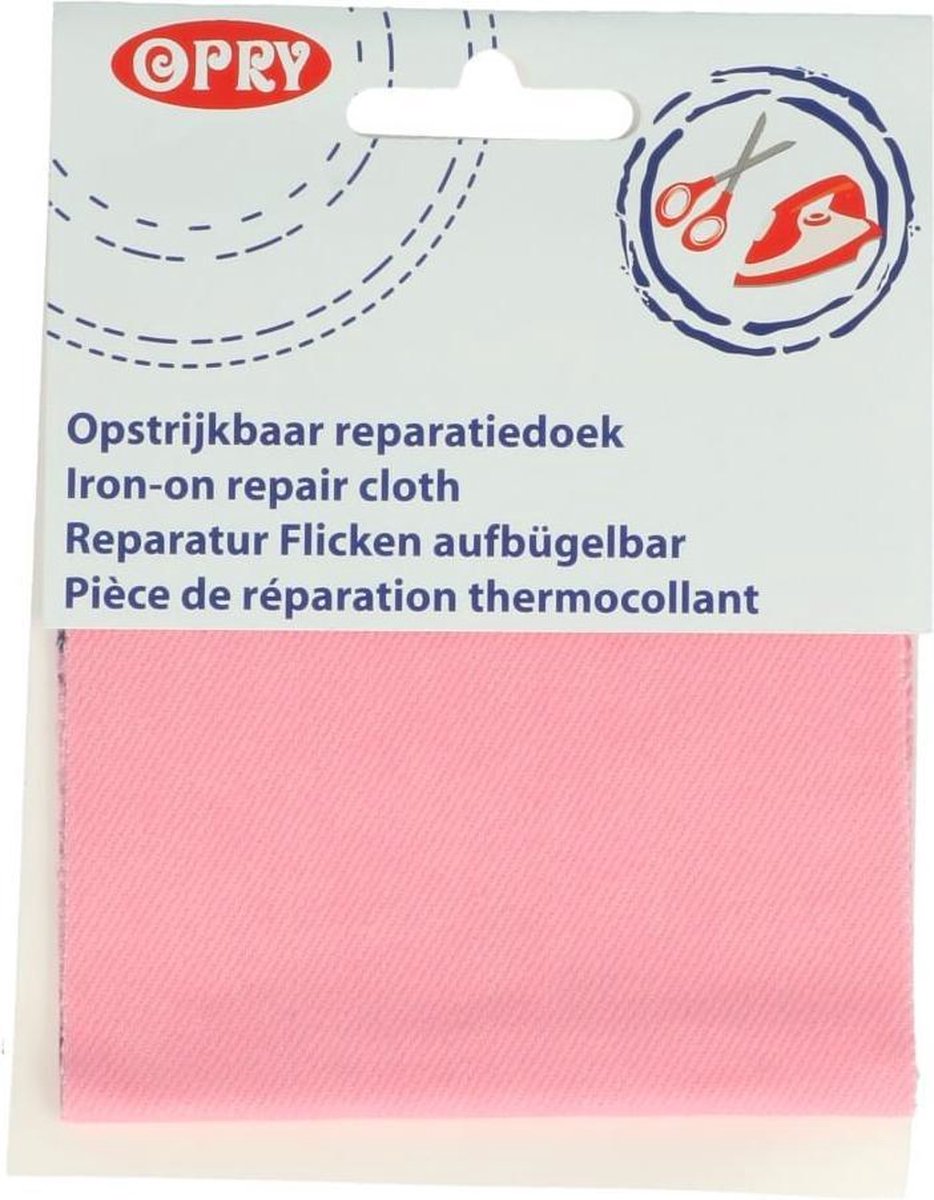 OPRY
Opstrijkbaar reparatiedoek
Iron-on repair cloth
Reparatur Flicken aufbügelbar
Pièce de réparation thermocollant